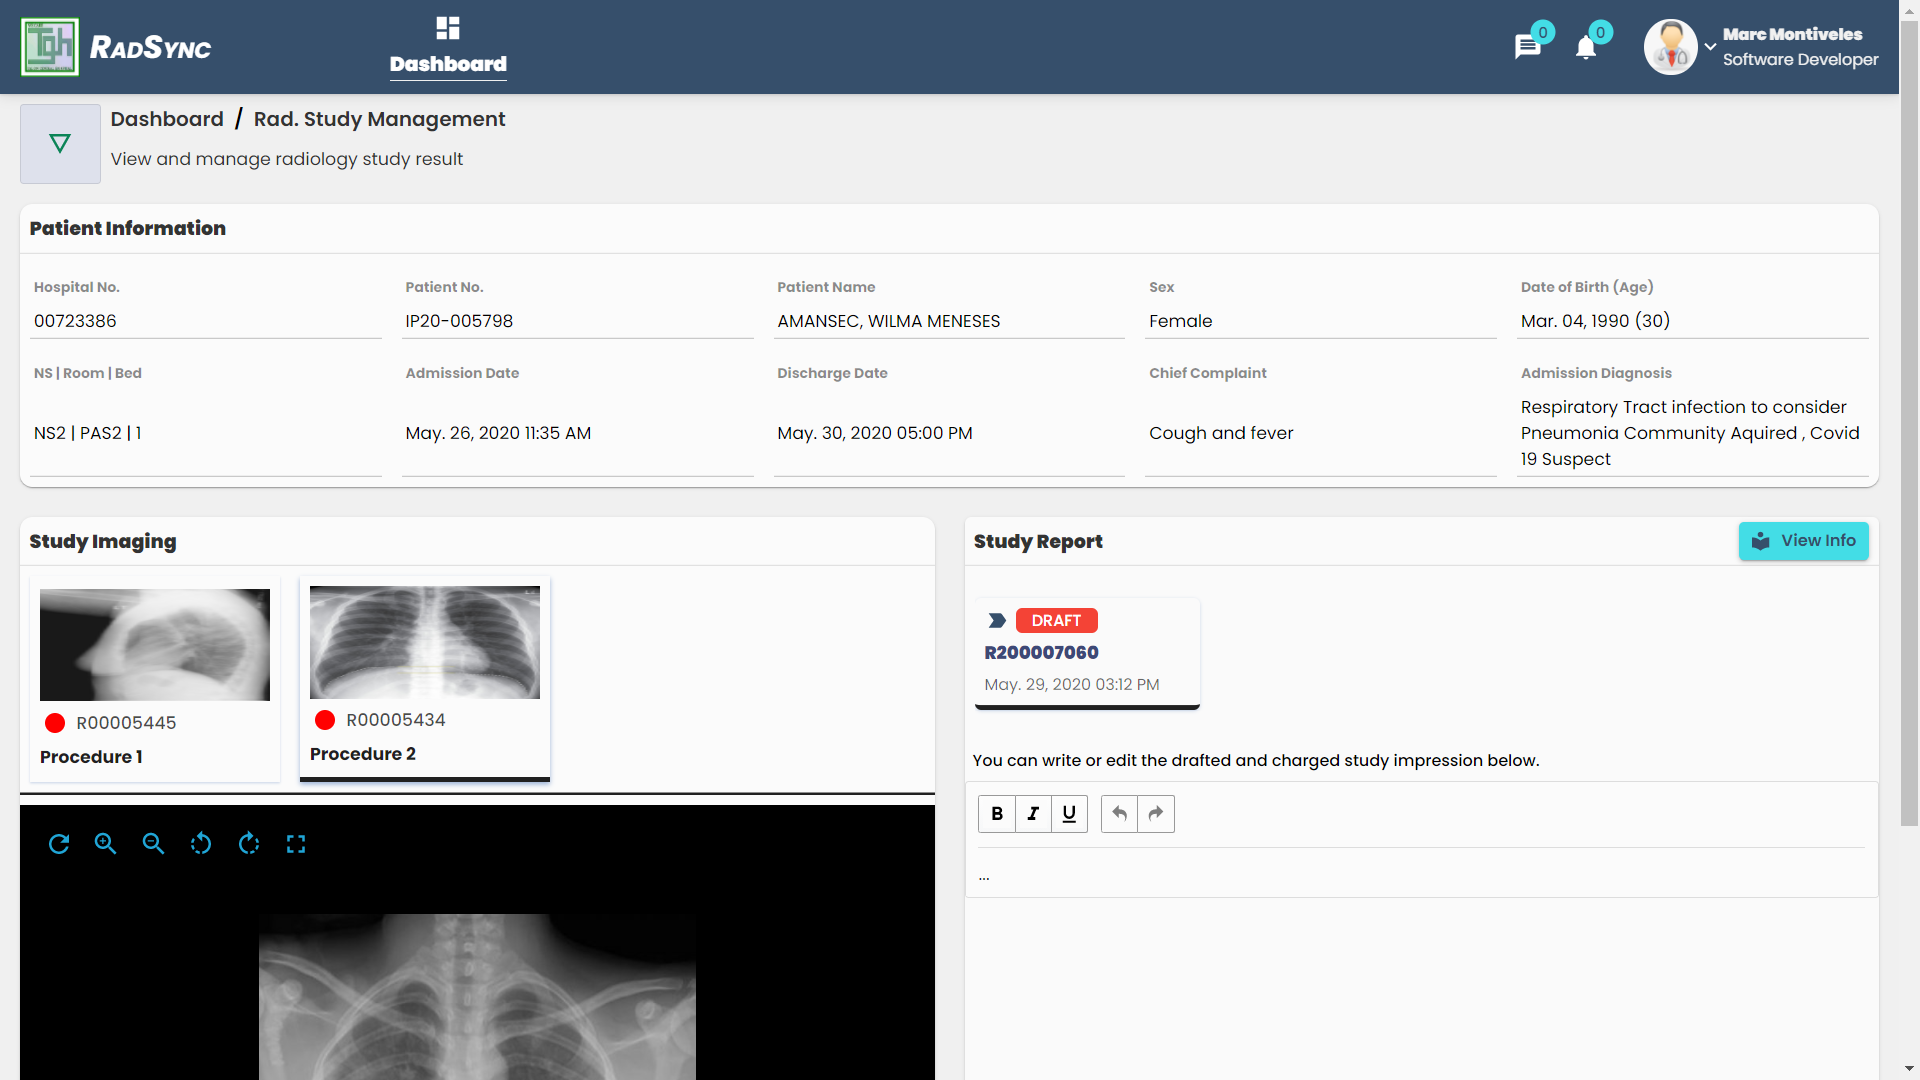 Tgh
RADSYNC
Dashboard
0
0
Marc Montiveles
Software Developer
Dashboard / Rad. Study Management
View and manage radiology study result
Patient Information
Hospital No.
Patient No.
Patient Name
Sex
Date of Birth (Age)
00723386
IP20-005798
AMANSEC, WILMA MENESES
Female
Mar. 04, 1990 (30)
NS | Room | Bed
Admission Date
Discharge Date
Chief Complaint
Admission Diagnosis
NS2 | PAS2 | 1
May. 26, 2020 11:35 AM
May. 30, 2020 05:00 PM
Cough and fever
Respiratory Tract infection to consider
Pneumonia Community Aquired , Covid
19 Suspect
Study Imaging
R00005445
Procedure 1
R00005434
Procedure 2
Study Report
View Info
DRAFT
R200007060
May. 29, 2020 03:12 PM
You can write or edit the drafted and charged study impression below.
B I U
...